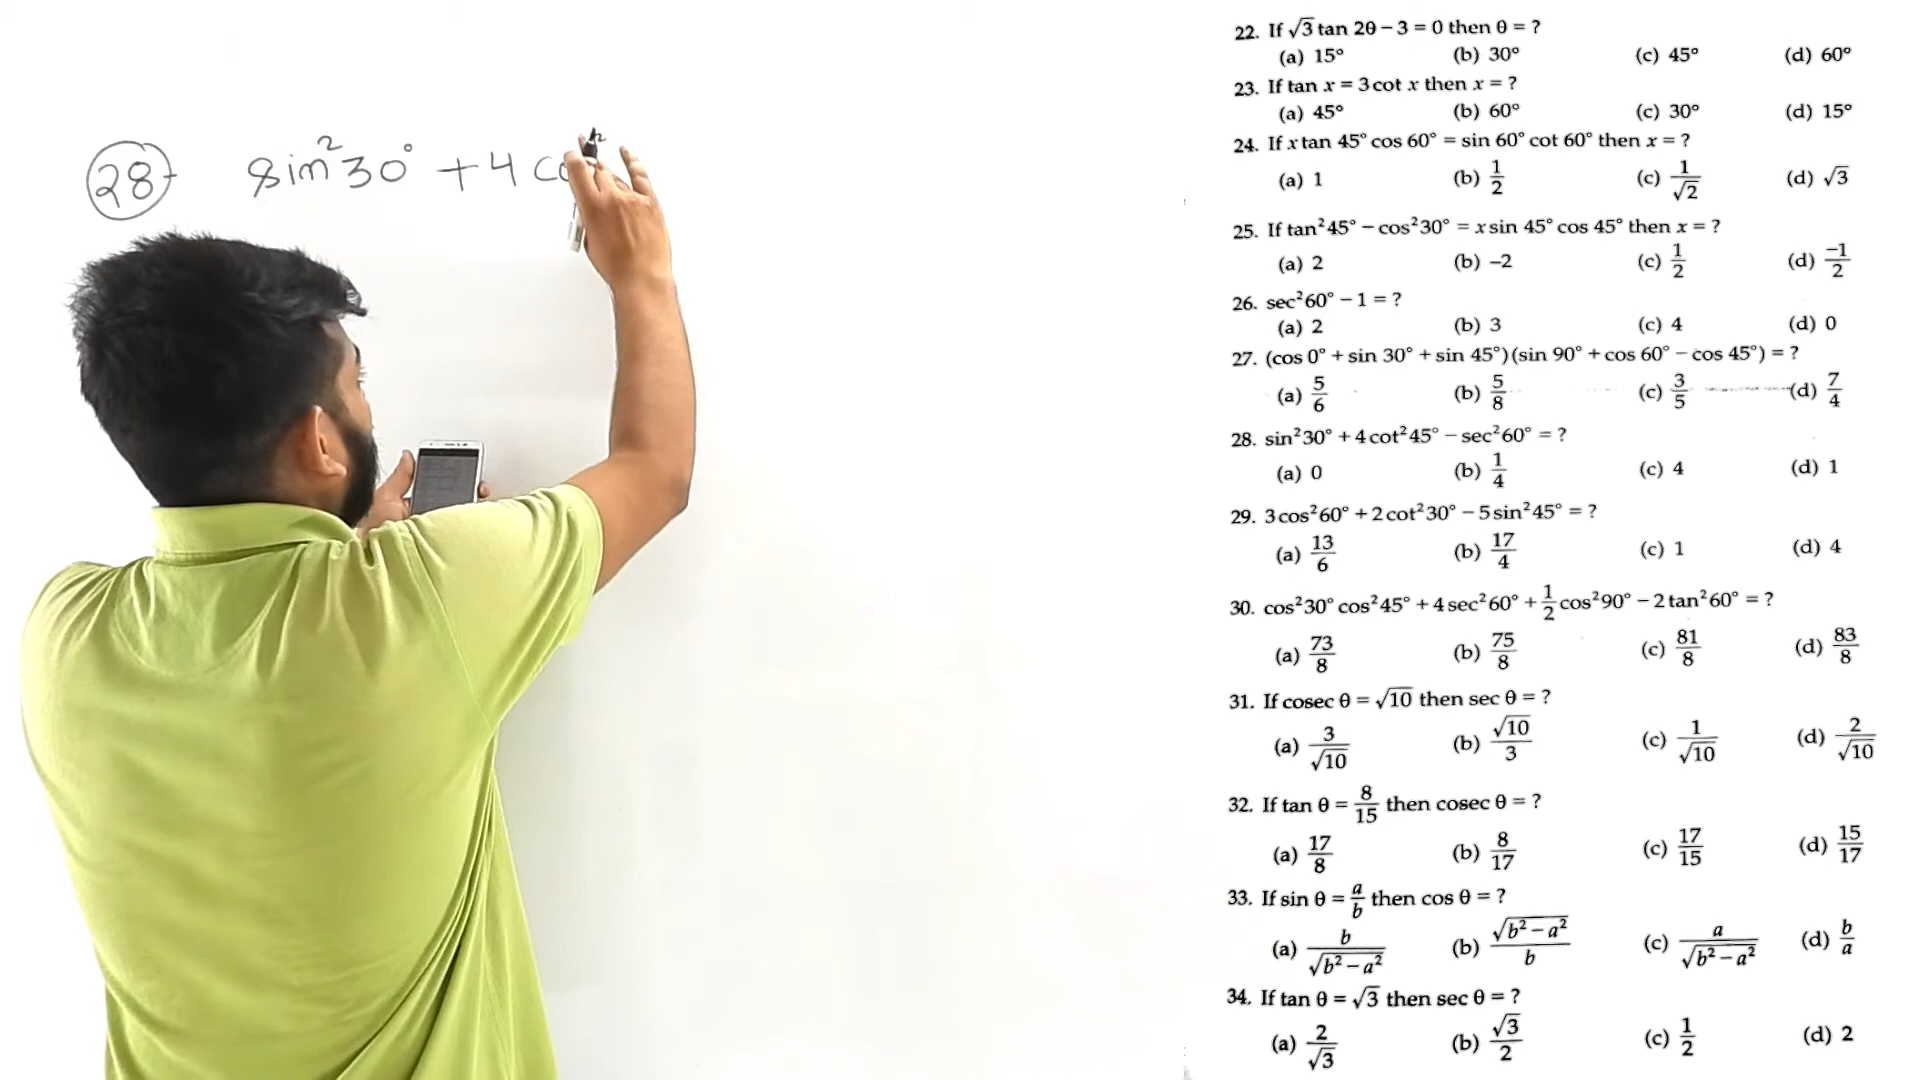 28 sin²30° + 4 co
22. If √3 tan 2θ – 3 = 0 then θ = ?
(a) 15° (b) 30° (c) 45° (d) 60°
23. If tan x = 3 cot x then x = ?
(a) 45° (b) 60° (c) 30° (d) 15°
24. If x tan 45° cos 60° = sin 60° cot 60° then x = ?
(a) 1 (b) 1/2 (c) 1/√2 (d) √3
25. If tan²45° – cos²30° = x sin 45° cos 45° then x = ?
(a) 2 (b) –2 (c) 1/2 (d) –1/2
26. sec²60° – 1 = ?
(a) 2 (b) 3 (c) 4 (d) 0
27. (cos 0° + sin 30° + sin 45°) (sin 90° + cos 60° – cos 45°) = ?
(a) 5/6 (b) 5/8 (c) 3/5 (d) 7/4
28. sin²30° + 4 cot²45° – sec²60° = ?
(a) 0 (b) 1/4 (c) 4 (d) 1
29. 3 cos²60° + 2 cot²30° – 5 sin²45° = ?
(a) 13/6 (b) 17/4 (c) 1 (d) 4
30. cos²30° cos²45° + 4 sec²60° + 1/2 cos²90° – 2 tan²60° = ?
(a) 73/8 (b) 75/8 (c) 81/8 (d) 83/8
31. If cosec θ = √10 then sec θ = ?
(a) 3/√10 (b) √10/3 (c) 1/√10 (d) 2/√10
32. If tan θ = 8/15 then cosec θ = ?
(a) 17/8 (b) 8/17 (c) 17/15 (d) 15/17
33. If sin θ = a/b then cos θ = ?
(a) b/√(b² – a²) (b) √(b² – a²)/b (c) a/√(b² – a²) (d) b/a
34. If tan θ = √3 then sec θ = ?
(a) 2/√3 (b) √3/2 (c) 1/2 (d) 2